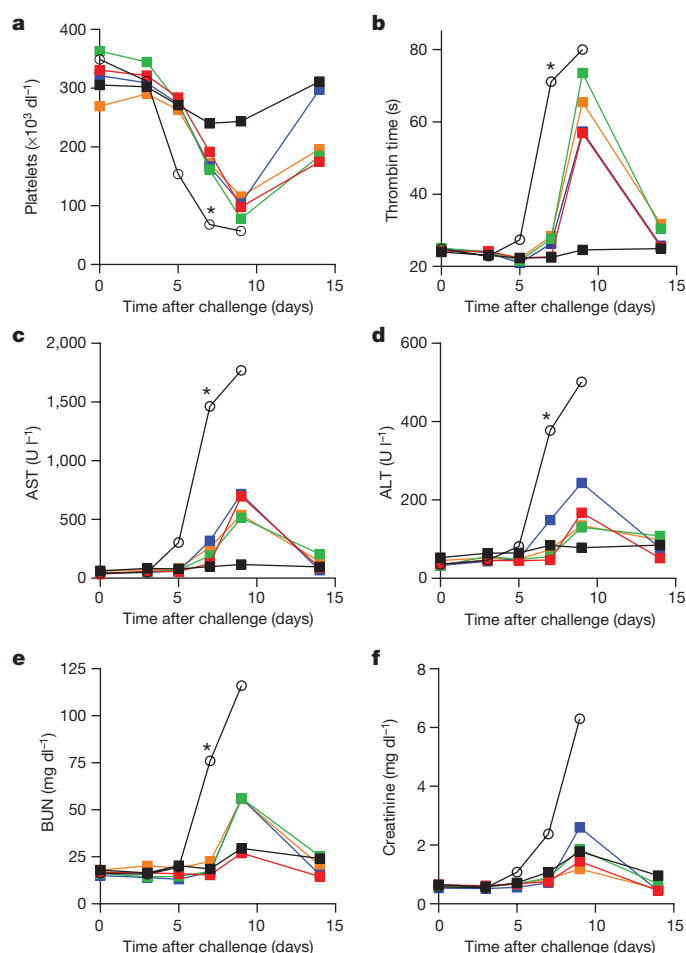 a
Platelets (×10³ dl⁻¹)
400
300
200
100
0
*
0 5 10 15
Time after challenge (days)
b
Thrombin time (s)
80
60
40
20
*
0 5 10 15
Time after challenge (days)
c
AST (U l⁻¹)
2,000
1,500
1,000
500
0
*
0 5 10 15
Time after challenge (days)
d
ALT (U l⁻¹)
600
400
200
0
*
0 5 10 15
Time after challenge (days)
e
BUN (mg dl⁻¹)
125
100
75
50
25
0
*
0 5 10 15
Time after challenge (days)
f
Creatinine (mg dl⁻¹)
8
6
4
2
0
0 5 10 15
Time after challenge (days)